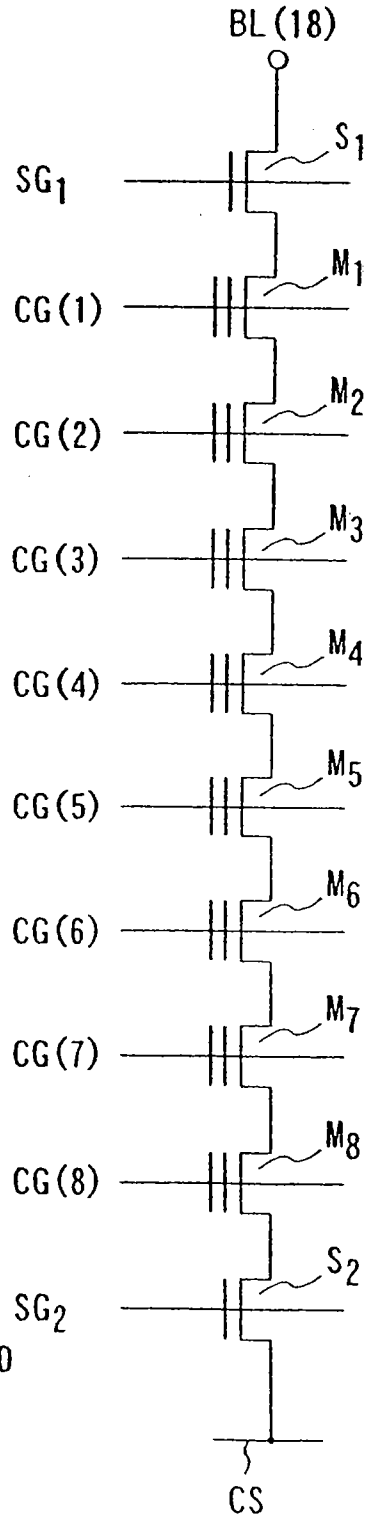 BL(18)
SG1 S1
CG(1) M1
CG(2) M2
CG(3) M3
CG(4) M4
CG(5) M5
CG(6) M6
CG(7) M7
CG(8) M8
SG2 S2
0
CS